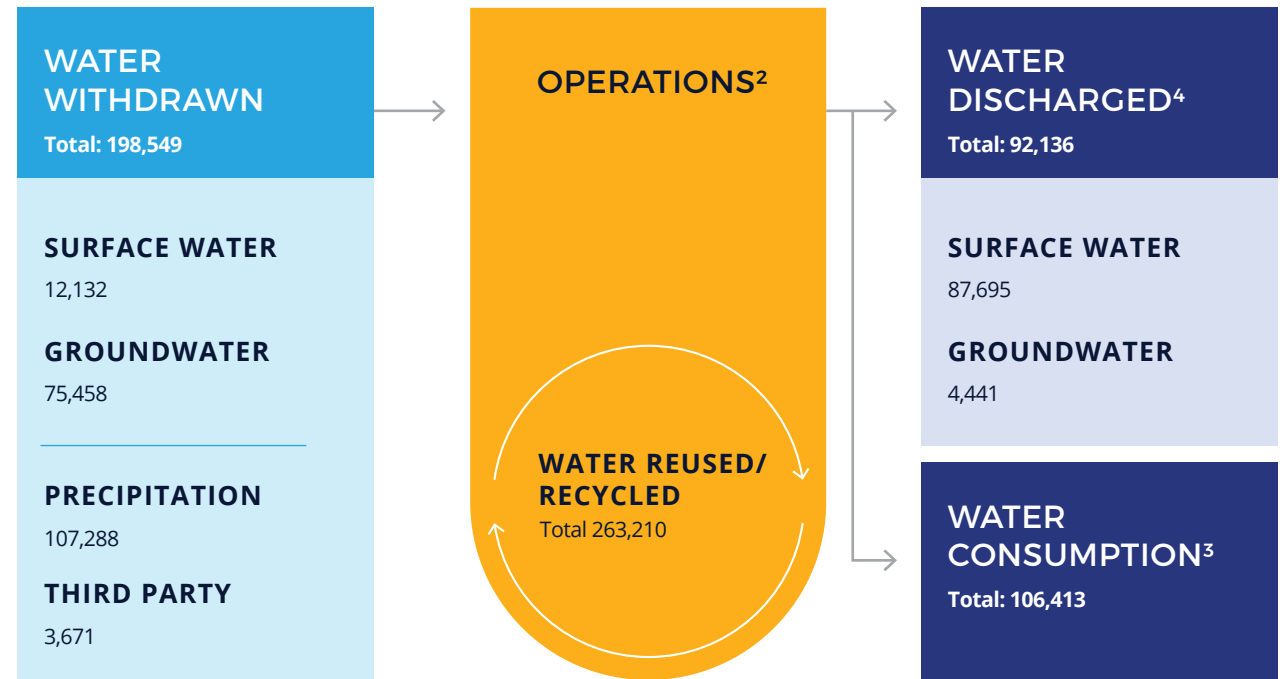 WATER
WITHDRAWN
Total: 198,549
SURFACE WATER
12,132
GROUNDWATER
75,458
PRECIPITATION
107,288
THIRD PARTY
3,671
OPERATIONS²
WATER REUSED/
RECYCLED
Total 263,210
WATER
DISCHARGED⁴
Total: 92,136
SURFACE WATER
87,695
GROUNDWATER
4,441
WATER
CONSUMPTION³
Total: 106,413